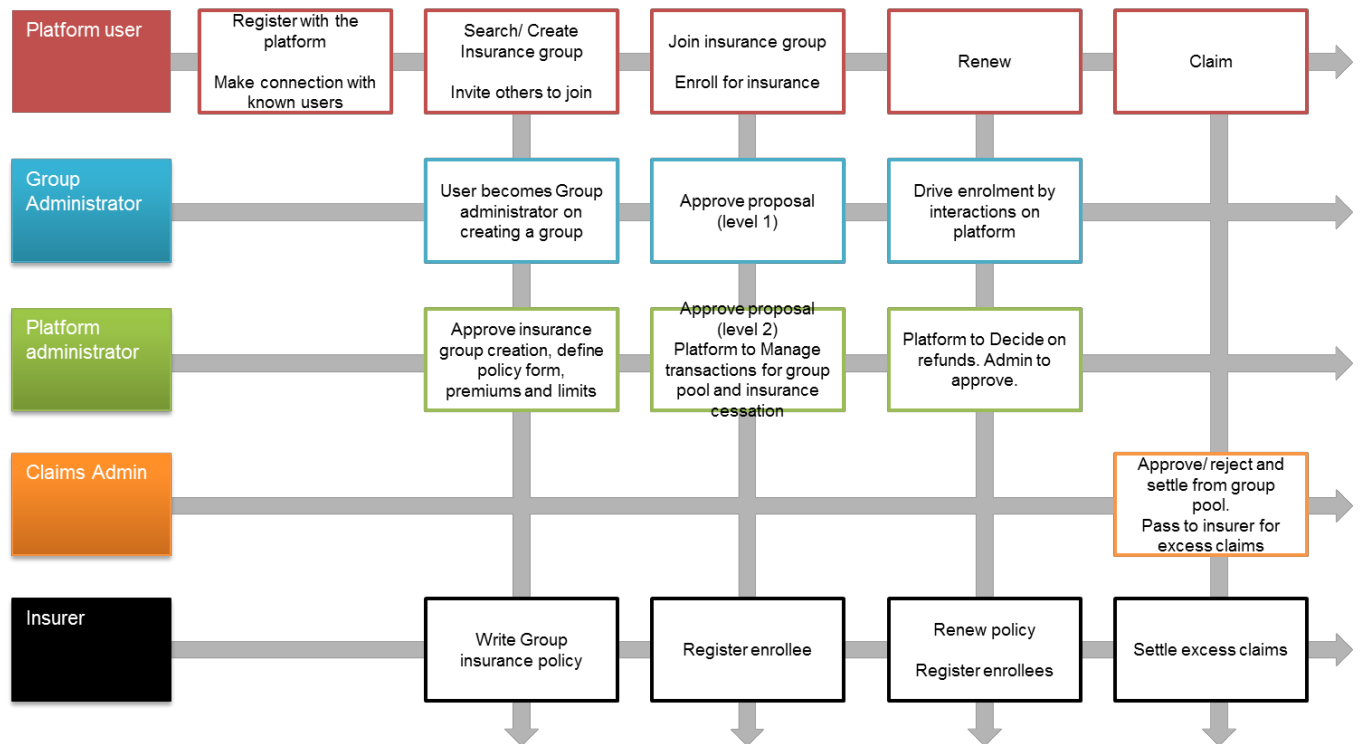 Platform user
Register with the
platform
Make connection with
known users
Search/ Create
Insurance group
Invite others to join
Join insurance group
Enroll for insurance
Renew
Claim
Group
Administrator
User becomes Group
administrator on
creating a group
Approve proposal
(level 1)
Drive enrolment by
interactions on
platform
Platform
administrator
Approve insurance
group creation, define
policy form,
premiums and limits
Approve proposal
(level 2)
Platform to Manage
transactions for group
pool and insurance
cessation
Platform to Decide on
refunds. Admin to
approve.
Claims Admin
Approve/ reject and
settle from group
pool.
Pass to insurer for
excess claims
Insurer
Write Group
insurance policy
Register enrollee
Renew policy
Register enrollees
Settle excess claims